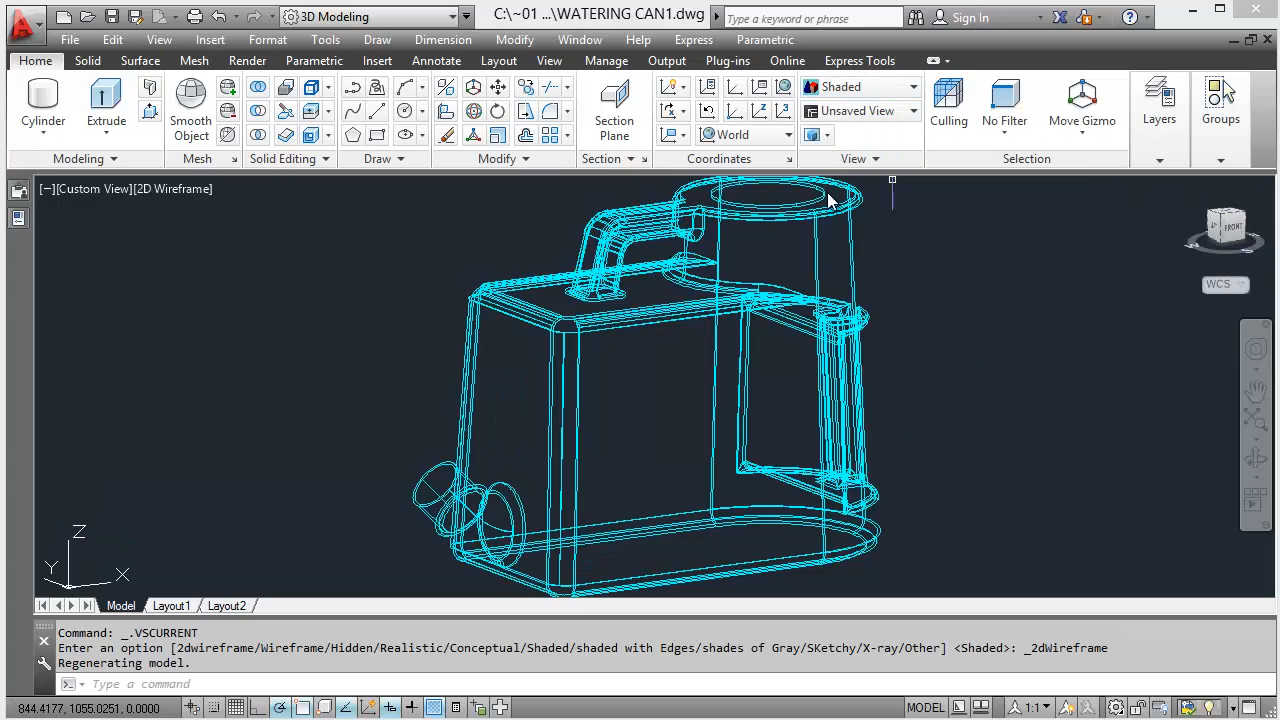 3D Modeling
C:\~01 ...\WATERING CAN1.dwg
Type a keyword or phrase
Sign In
File Edit View Insert Format Tools Draw Dimension Modify Window Help Express Parametric
Home Solid Surface Mesh Render Parametric Insert Annotate Layout View Manage Output Plug-ins Online Express Tools
Cylinder
Extrude
Smooth
Object
Section
Plane
Shaded
Unsaved View
World
Culling
No Filter
Move Gizmo
Layers
Groups
Modeling
Mesh
Solid Editing
Draw
Modify
Section
Coordinates
View
Selection
[−][Custom View][2D Wireframe]
FRONT
WCS
Z
Y
X
Model Layout1 Layout2
Command: _.VSCURRENT
Enter an option [2dwireframe/Wireframe/Hidden/Realistic/Conceptual/Shaded/shaded with Edges/shades of Gray/SKetchy/X-ray/Other] <Shaded>: _2dWireframe
Regenerating model.
Type a command
844.4177, 1055.0251, 0.0000
MODEL
1:1